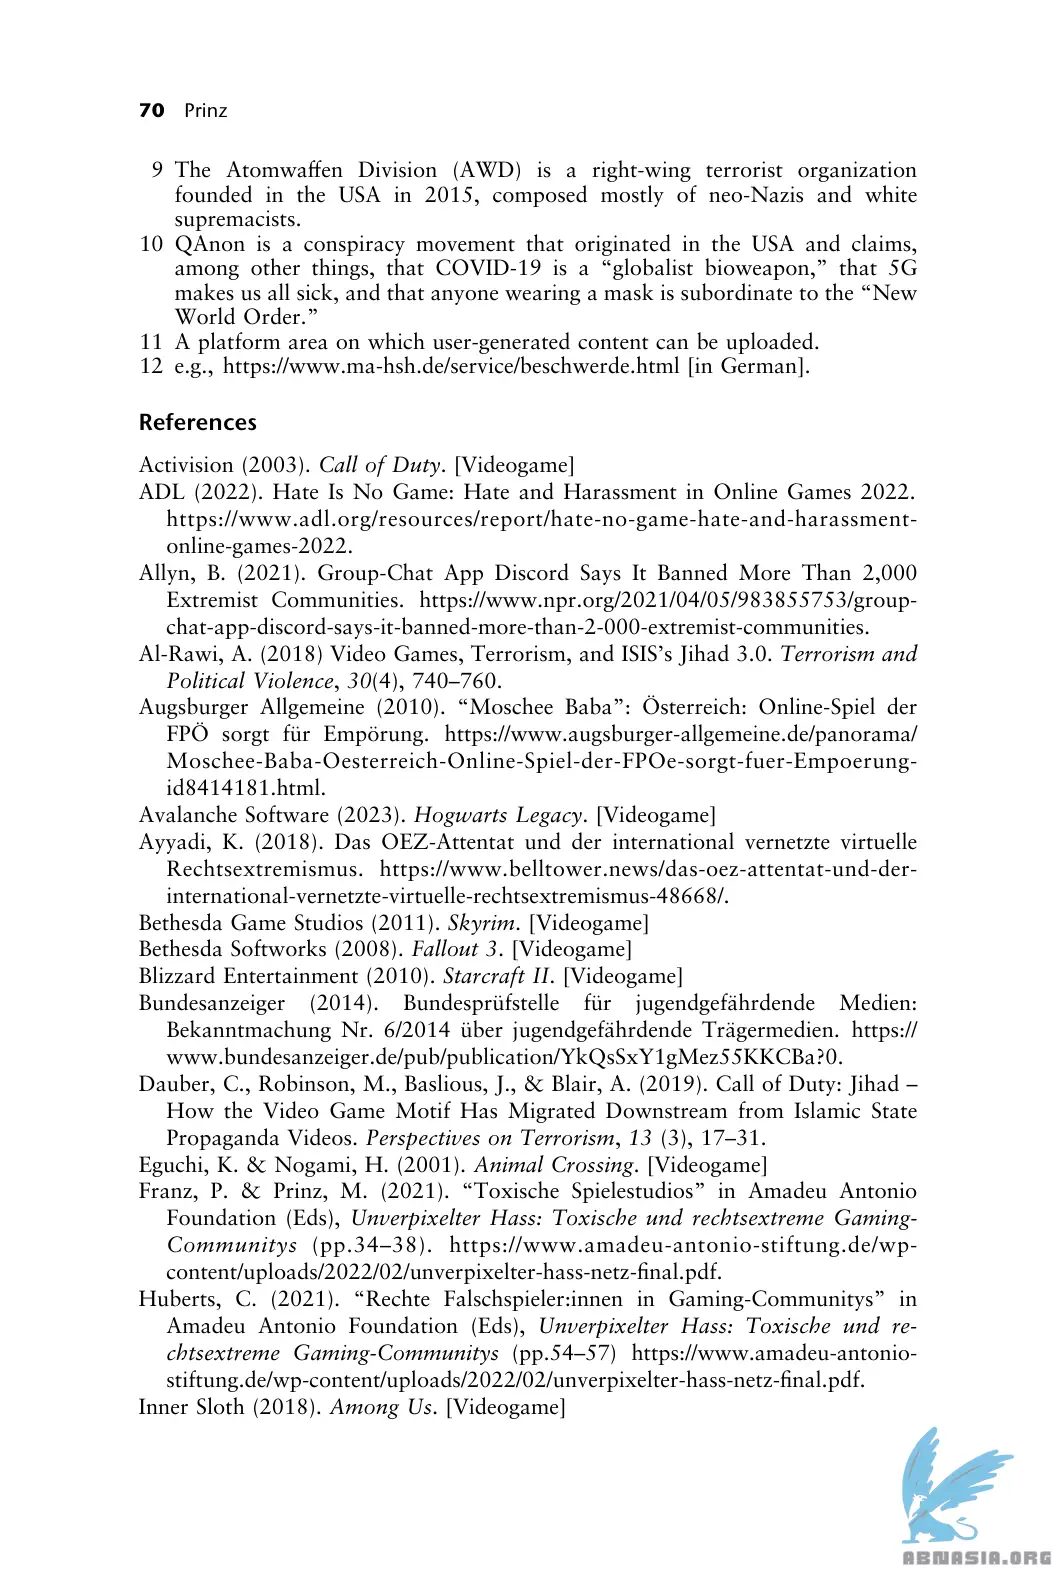 70 Prinz
9 The Atomwaffen Division (AWD) is a right-wing terrorist organization
founded in the USA in 2015, composed mostly of neo-Nazis and white
supremacists.
10 QAnon is a conspiracy movement that originated in the USA and claims,
among other things, that COVID-19 is a “globalist bioweapon,” that 5G
makes us all sick, and that anyone wearing a mask is subordinate to the “New
World Order.”
11 A platform area on which user-generated content can be uploaded.
12 e.g., https://www.ma-hsh.de/service/beschwerde.html [in German].
References
Activision (2003). Call of Duty. [Videogame]
ADL (2022). Hate Is No Game: Hate and Harassment in Online Games 2022.
https://www.adl.org/resources/report/hate-no-game-hate-and-harassment-
online-games-2022.
Allyn, B. (2021). Group-Chat App Discord Says It Banned More Than 2,000
Extremist Communities. https://www.npr.org/2021/04/05/983855753/group-
chat-app-discord-says-it-banned-more-than-2-000-extremist-communities.
Al-Rawi, A. (2018) Video Games, Terrorism, and ISIS’s Jihad 3.0. Terrorism and
Political Violence, 30(4), 740–760.
Augsburger Allgemeine (2010). “Moschee Baba”: Österreich: Online-Spiel der
FPÖ sorgt für Empörung. https://www.augsburger-allgemeine.de/panorama/
Moschee-Baba-Oesterreich-Online-Spiel-der-FPOe-sorgt-fuer-Empoerung-
id8414181.html.
Avalanche Software (2023). Hogwarts Legacy. [Videogame]
Ayyadi, K. (2018). Das OEZ-Attentat und der international vernetzte virtuelle
Rechtsextremismus. https://www.belltower.news/das-oez-attentat-und-der-
international-vernetzte-virtuelle-rechtsextremismus-48668/.
Bethesda Game Studios (2011). Skyrim. [Videogame]
Bethesda Softworks (2008). Fallout 3. [Videogame]
Blizzard Entertainment (2010). Starcraft II. [Videogame]
Bundesanzeiger (2014). Bundesprüfstelle für jugendgefährdende Medien:
Bekanntmachung Nr. 6/2014 über jugendgefährdende Trägermedien. https://
www.bundesanzeiger.de/pub/publication/YkQsSxY1gMez55KKCBa?0.
Dauber, C., Robinson, M., Baslious, J., & Blair, A. (2019). Call of Duty: Jihad –
How the Video Game Motif Has Migrated Downstream from Islamic State
Propaganda Videos. Perspectives on Terrorism, 13 (3), 17–31.
Eguchi, K. & Nogami, H. (2001). Animal Crossing. [Videogame]
Franz, P. & Prinz, M. (2021). “Toxische Spielestudios” in Amadeu Antonio
Foundation (Eds), Unverpixelter Hass: Toxische und rechtsextreme Gaming-
Communitys (pp.34–38). https://www.amadeu-antonio-stiftung.de/wp-
content/uploads/2022/02/unverpixelter-hass-netz-final.pdf.
Huberts, C. (2021). “Rechte Falschspieler:innen in Gaming-Communitys” in
Amadeu Antonio Foundation (Eds), Unverpixelter Hass: Toxische und re-
chtsextreme Gaming-Communitys (pp.54–57) https://www.amadeu-antonio-
stiftung.de/wp-content/uploads/2022/02/unverpixelter-hass-netz-final.pdf.
Inner Sloth (2018). Among Us. [Videogame]
ABNASIA.ORG